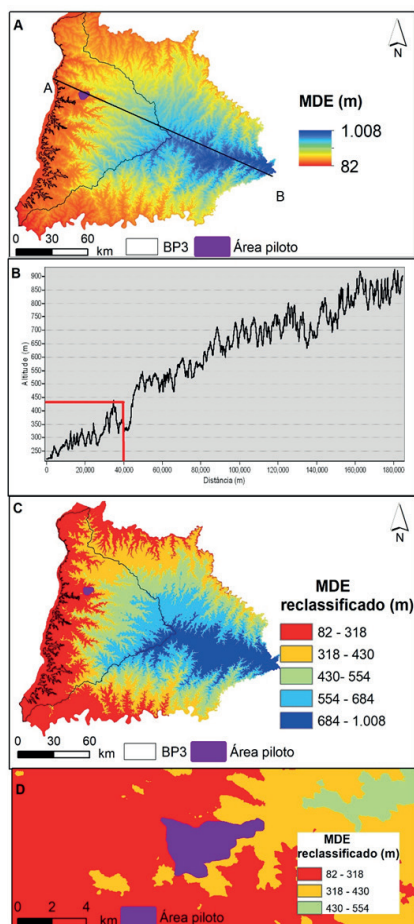 A
N
A
B
MDE (m)
1.008
82
0 30 60
km
BP3
Área piloto
B
Altitude (m)
900
850
800
750
700
650
600
550
500
450
400
350
300
250
0 20,000 40,000 60,000 80,000 100,000 120,000 140,000 160,000 180,000
Distância (m)
C
N
MDE
reclassificado (m)
82 - 318
318 - 430
430- 554
554 - 684
684 - 1.008
0 30 60
km
BP3
Área piloto
D
MDE
reclassificado (m)
82 - 318
318 - 430
430 - 554
0 2 4
km
Área piloto